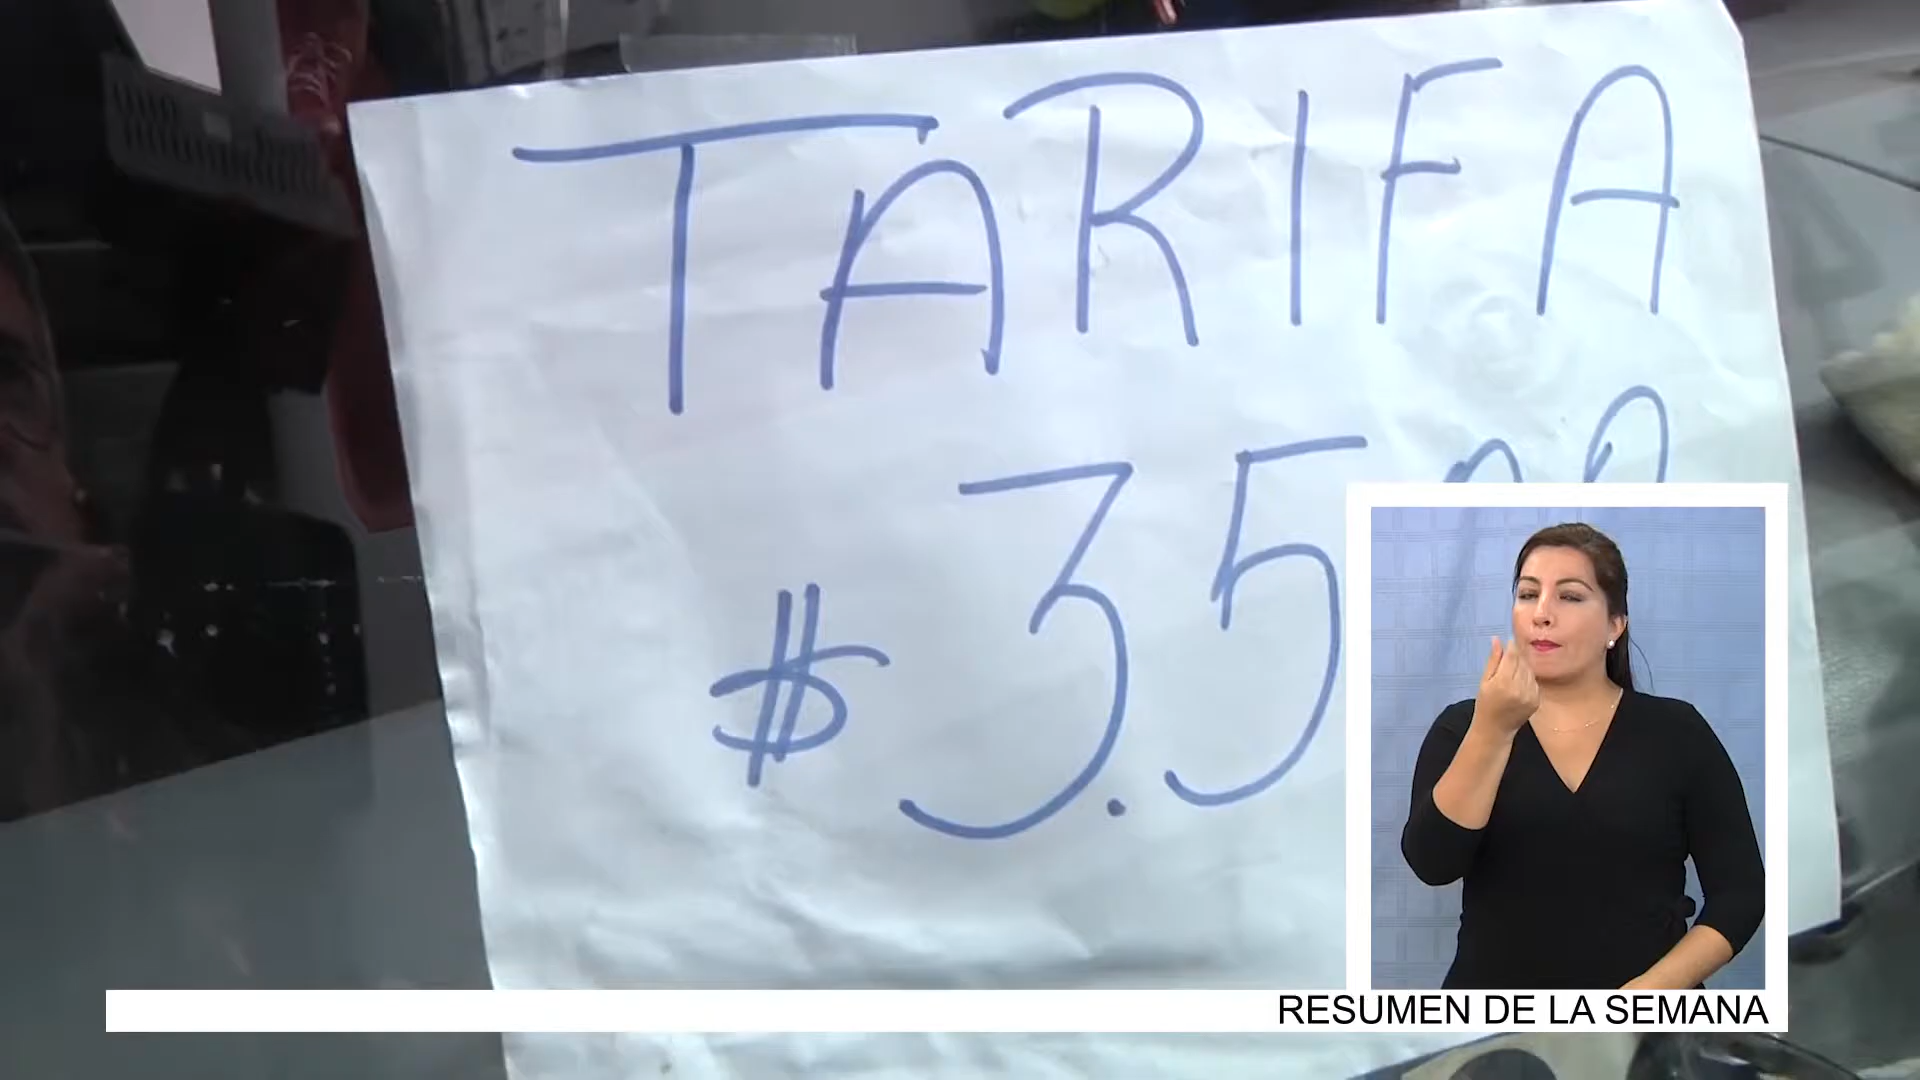 TARIFA
$ 3.5
RESUMEN DE LA SEMANA